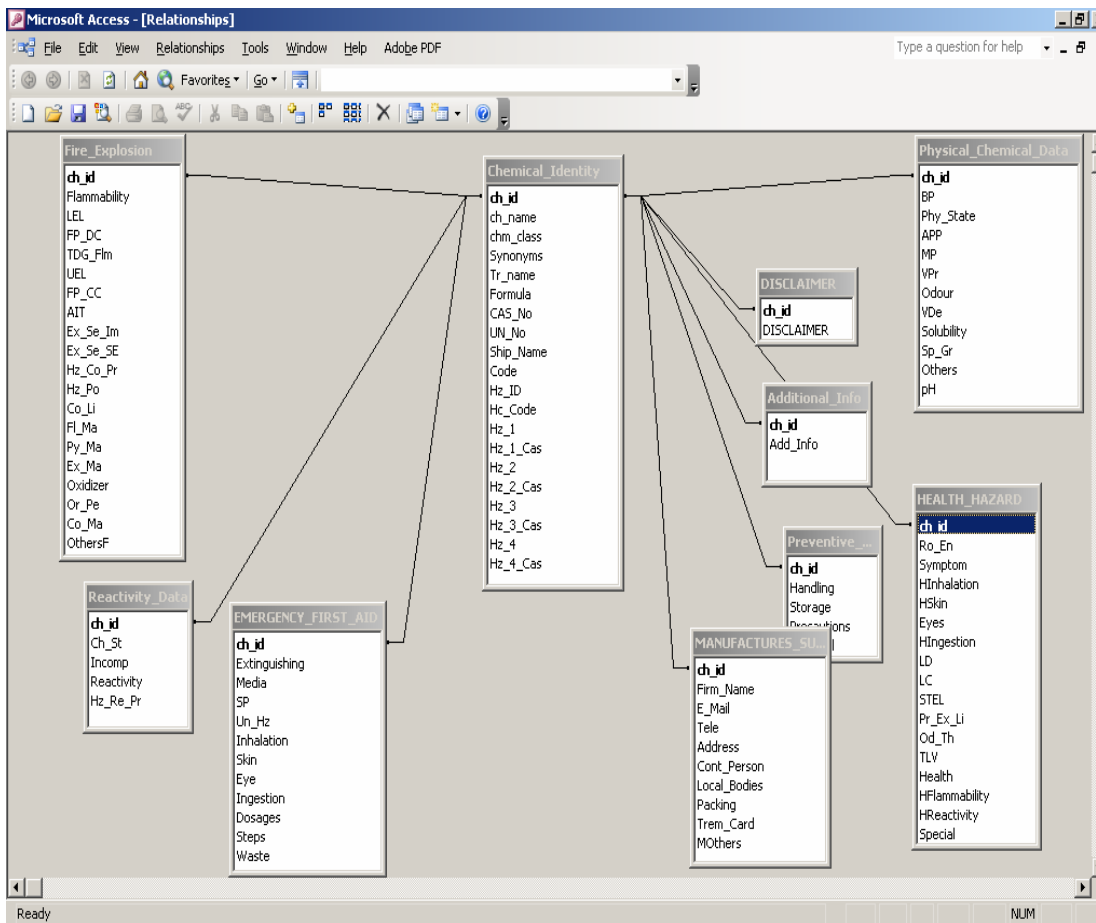 Microsoft Access - [Relationships]
File Edit View Relationships Tools Window Help Adobe PDF
Type a question for help
Favorites Go
Fire_Explosion
ch_id
Flammability
LEL
FP_DC
TDG_Flm
UEL
FP_CC
AIT
Ex_Se_Im
Ex_Se_SE
Hz_Co_Pr
Hz_Po
Co_Li
Fl_Ma
Py_Ma
Ex_Ma
Oxidizer
Or_Pe
Co_Ma
OthersF
Reactivity_Data
ch_id
Ch_St
Incomp
Reactivity
Hz_Re_Pr
EMERGENCY_FIRST_AID
ch_id
Extinguishing
Media
SP
Un_Hz
Inhalation
Skin
Eye
Ingestion
Dosages
Steps
Waste
Chemical_Identity
ch_id
ch_name
chm_class
Synonyms
Tr_name
Formula
CAS_No
UN_No
Ship_Name
Code
Hz_ID
Hc_Code
Hz_1
Hz_1_Cas
Hz_2
Hz_2_Cas
Hz_3
Hz_3_Cas
Hz_4
Hz_4_Cas
DISCLAIMER
ch_id
DISCLAIMER
Additional_Info
ch_id
Add_Info
Preventive_...
ch_id
Handling
Storage
Precautions
MANUFACTURES_SU...
ch_id
Firm_Name
E_Mail
Tele
Address
Cont_Person
Local_Bodies
Packing
Trem_Card
MOthers
Physical_Chemical_Data
ch_id
BP
Phy_State
APP
MP
VPr
Odour
VDe
Solubility
Sp_Gr
Others
pH
HEALTH_HAZARD
ch_id
Ro_En
Symptom
HInhalation
HSkin
Eyes
HIngestion
LD
LC
STEL
Pr_Ex_Li
Od_Th
TLV
Health
HFlammability
HReactivity
Special
Ready
NUM